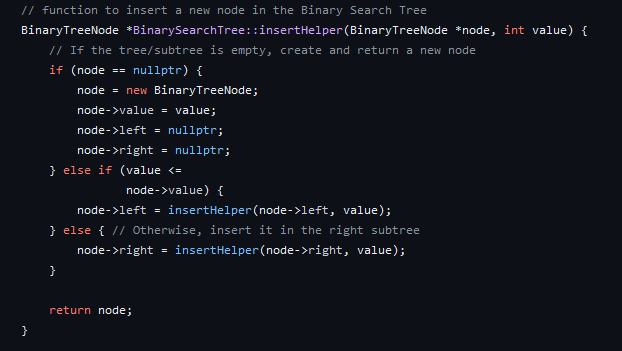 // function to insert a new node in the Binary Search Tree
BinaryTreeNode *BinarySearchTree::insertHelper(BinaryTreeNode *node, int value) {
    // If the tree/subtree is empty, create and return a new node
    if (node == nullptr) {
        node = new BinaryTreeNode;
        node->value = value;
        node->left = nullptr;
        node->right = nullptr;
    } else if (value <=
               node->value) {
        node->left = insertHelper(node->left, value);
    } else { // Otherwise, insert it in the right subtree
        node->right = insertHelper(node->right, value);
    }

    return node;
}